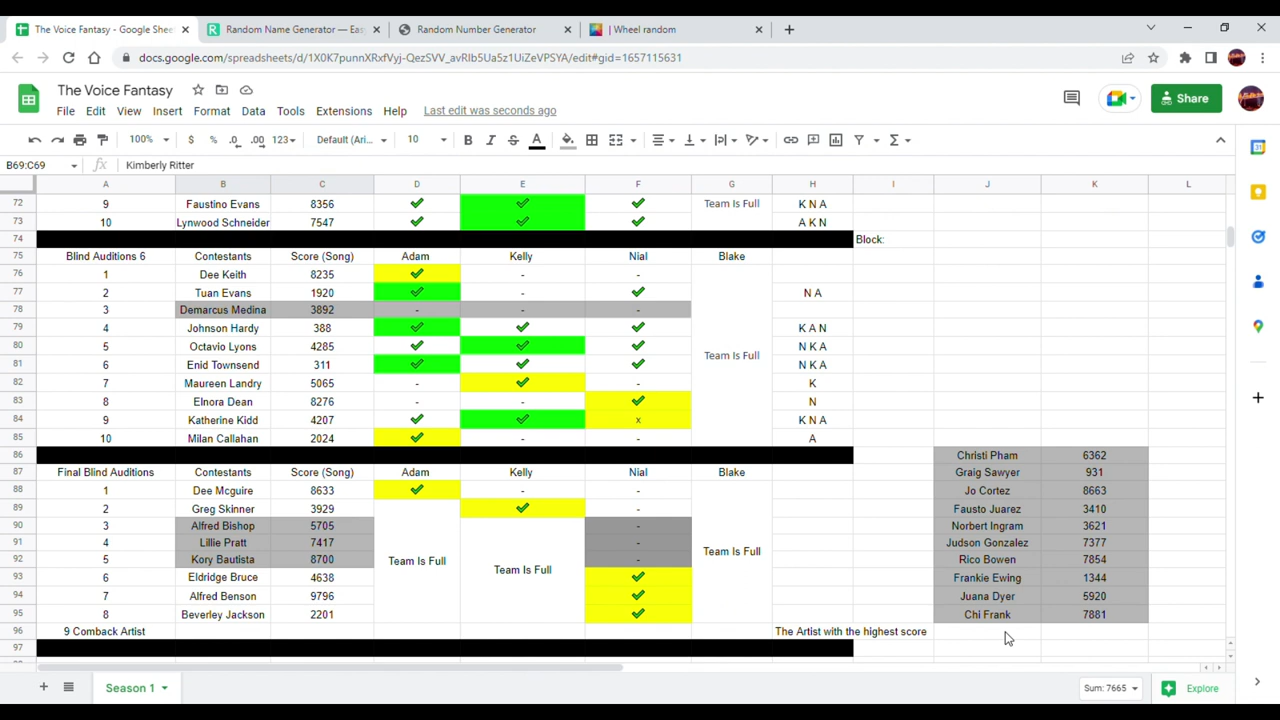 The Voice Fantasy - Google Shee
Random Name Generator — Eas
Random Number Generator
| Wheel random
docs.google.com/spreadsheets/d/1X0K7punnXRxfVyj-QezSVV_avRIb5Ua5z1UiZeVPSYA/edit#gid=1657115631
The Voice Fantasy
File Edit View Insert Format Data Tools Extensions Help Last edit was seconds ago
Share
100% $ % .0 .00 123 Default (Ari... 10 B I S A
B69:C69 fx Kimberly Ritter
A B C D E F G H I J K L
72 9 Faustino Evans 8356 Team Is Full K N A
73 10 Lynwood Schneider 7547 A K N
74 Block:
75 Blind Auditions 6 Contestants Score (Song) Adam Kelly Nial Blake
76 1 Dee Keith 8235 - -
77 2 Tuan Evans 1920 - N A
78 3 Demarcus Medina 3892 - - -
79 4 Johnson Hardy 388 K A N
80 5 Octavio Lyons 4285 Team Is Full N K A
81 6 Enid Townsend 311 N K A
82 7 Maureen Landry 5065 - - K
83 8 Elnora Dean 8276 - - N
84 9 Katherine Kidd 4207 x K N A
85 10 Milan Callahan 2024 - - A
86 Christi Pham 6362
87 Final Blind Auditions Contestants Score (Song) Adam Kelly Nial Blake Graig Sawyer 931
88 1 Dee Mcguire 8633 - - Jo Cortez 8663
89 2 Greg Skinner 3929 - Fausto Juarez 3410
90 3 Alfred Bishop 5705 - Norbert Ingram 3621
91 4 Lillie Pratt 7417 - Team Is Full Judson Gonzalez 7377
92 5 Kory Bautista 8700 Team Is Full Team Is Full - Rico Bowen 7854
93 6 Eldridge Bruce 4638 Frankie Ewing 1344
94 7 Alfred Benson 9796 Juana Dyer 5920
95 8 Beverley Jackson 2201 Chi Frank 7881
96 9 Comback Artist The Artist with the highest score
97
Season 1
Sum: 7665
Explore